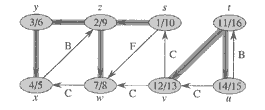 y z s t
3/6 2/9 1/10 11/16
B F C B
4/5 7/8 12/13 14/15
C C C
x w v u